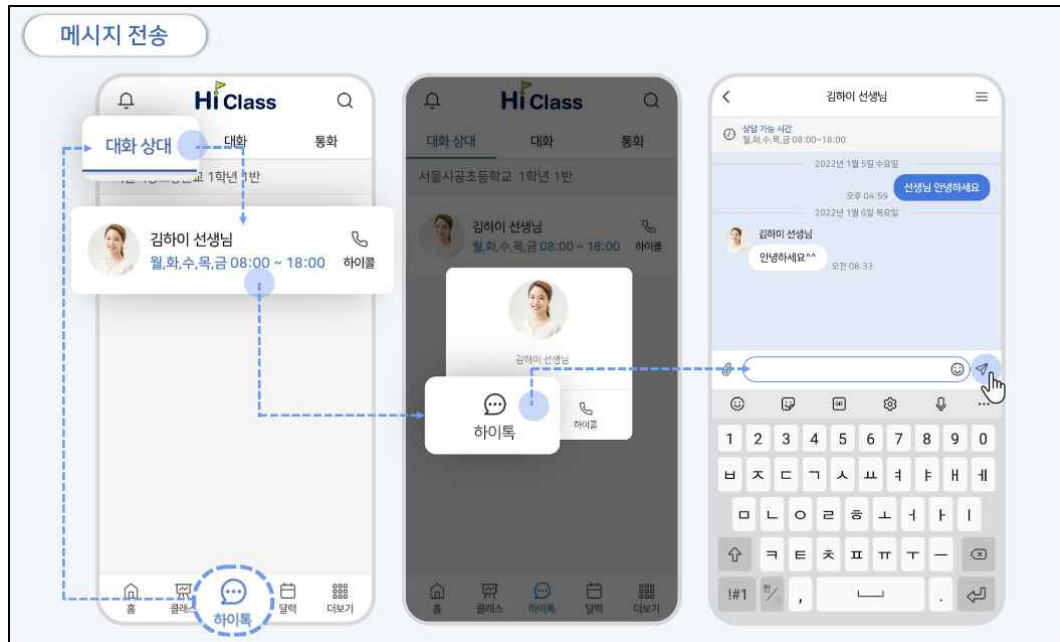 메시지 전송
Hi Class
대화 상대
대화
통화
1학년 1반
김하이 선생님
월,화,수,목,금 08:00 ~ 18:00
하이콜
홈
클래스
하이톡
달력
더보기
Hi Class
대화 상대
대화
통화
서울시공초등학교 1학년 1반
김하이 선생님
월,화,수,목,금 08:00 ~ 18:00
하이콜
김하이 선생님
하이톡
하이콜
홈
클래스
하이톡
달력
더보기
김하이 선생님
상담 가능 시간
월,화,수,목,금 08:00~18:00
2022년 1월 5일 수요일
오후 04:59
선생님 안녕하세요
2022년 1월 6일 목요일
김하이 선생님
안녕하세요^^
오전 08:33
GIF
1 2 3 4 5 6 7 8 9 0
ㅂ ㅈ ㄷ ㄱ ㅅ ㅛ ㅕ ㅑ ㅐ ㅔ
ㅁ ㄴ ㅇ ㄹ ㅎ ㅗ ㅓ ㅏ ㅣ
ㅋ ㅌ ㅊ ㅍ ㅠ ㅜ ㅡ
!#1 한/ , .